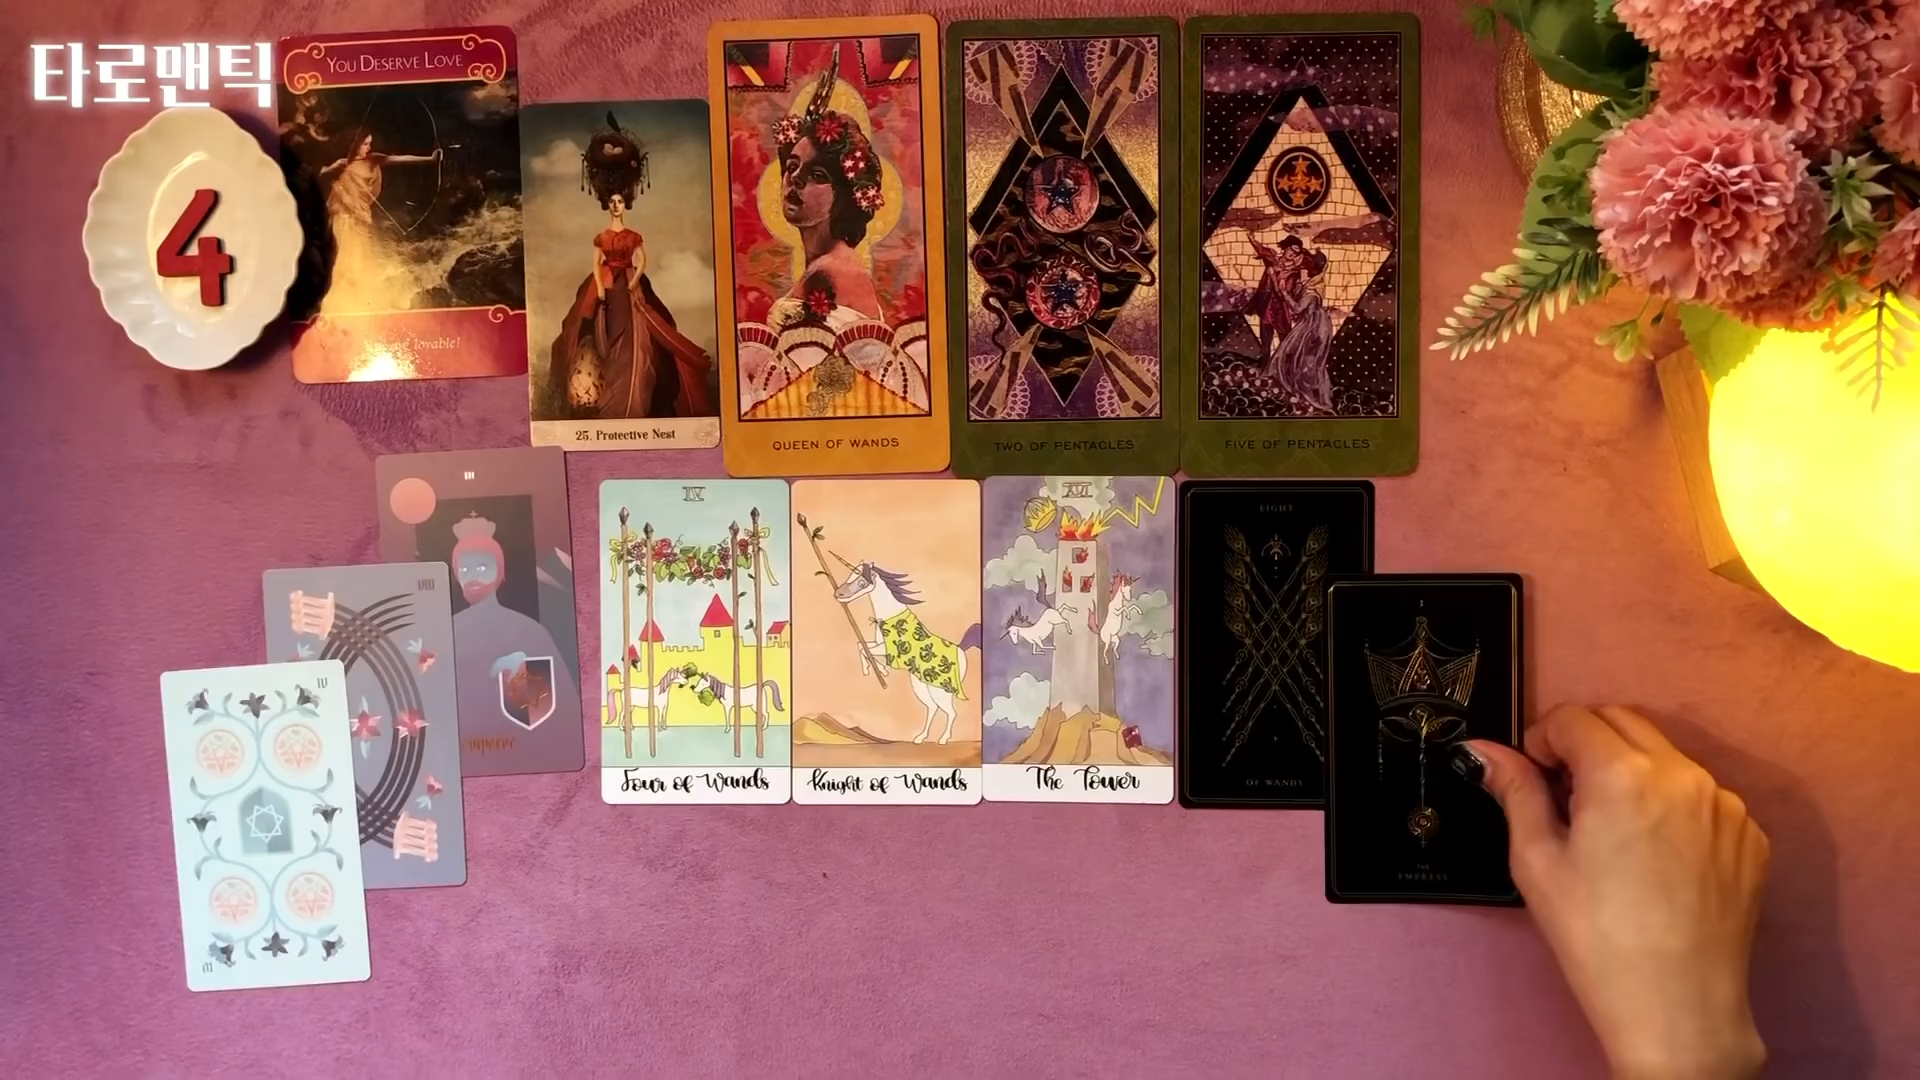 타로맨틱
YOU DESERVE LOVE
lovable!
4
25. Protective Nest
QUEEN OF WANDS
TWO OF PENTACLES
FIVE OF PENTACLES
III
IV
Four of Wands
Knight of Wands
XVI
The Tower
EIGHT
OF WANDS
THE
EMPRESS
IV
IV